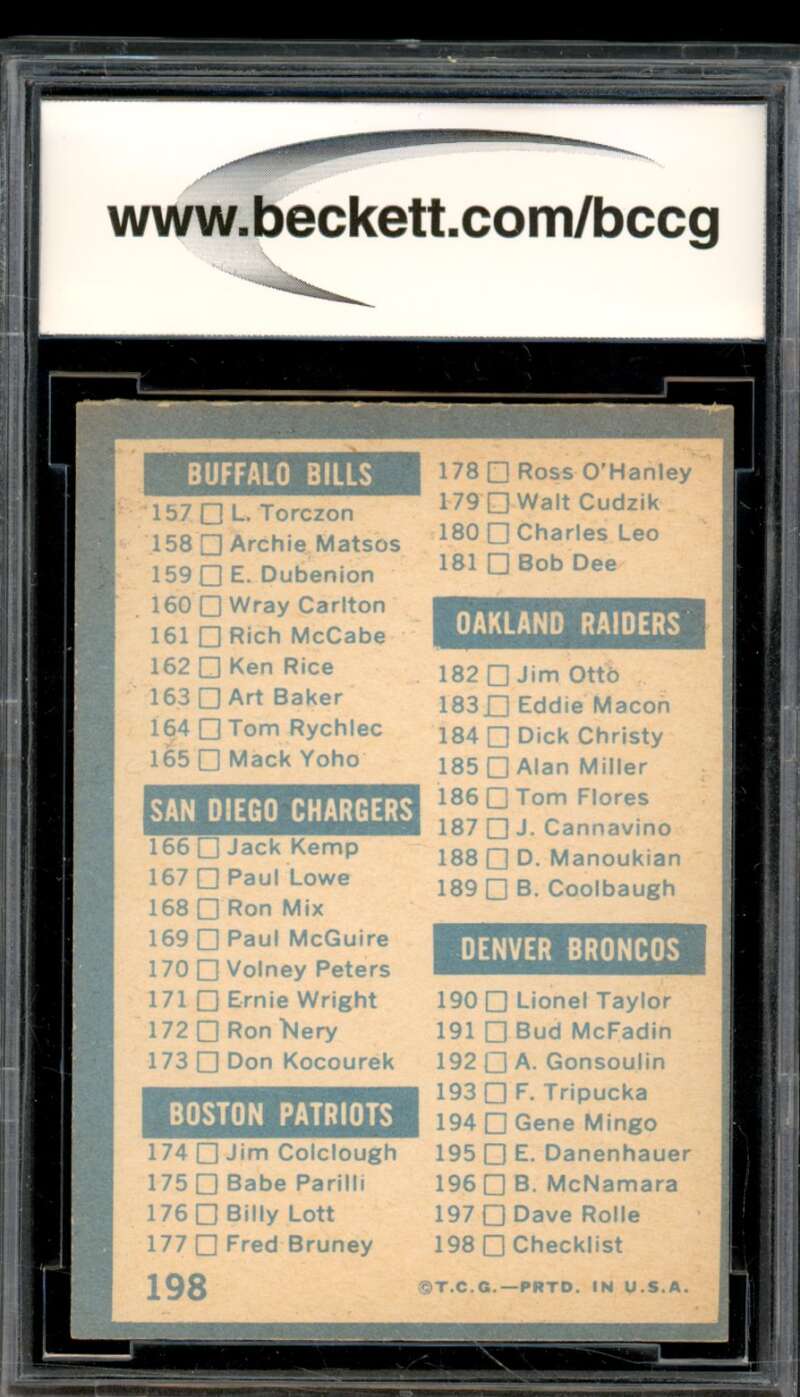 www.beckett.com/bccg
BUFFALO BILLS
157 □ L. Torczon
158 □ Archie Matsos
159 □ E. Dubenion
160 □ Wray Carlton
161 □ Rich McCabe
162 □ Ken Rice
163 □ Art Baker
164 □ Tom Rychlec
165 □ Mack Yoho
SAN DIEGO CHARGERS
166 □ Jack Kemp
167 □ Paul Lowe
168 □ Ron Mix
169 □ Paul McGuire
170 □ Volney Peters
171 □ Ernie Wright
172 □ Ron Nery
173 □ Don Kocourek
BOSTON PATRIOTS
174 □ Jim Colclough
175 □ Babe Parilli
176 □ Billy Lott
177 □ Fred Bruney
178 □ Ross O'Hanley
179 □ Walt Cudzik
180 □ Charles Leo
181 □ Bob Dee
OAKLAND RAIDERS
182 □ Jim Otto
183 □ Eddie Macon
184 □ Dick Christy
185 □ Alan Miller
186 □ Tom Flores
187 □ J. Cannavino
188 □ D. Manoukian
189 □ B. Coolbaugh
DENVER BRONCOS
190 □ Lionel Taylor
191 □ Bud McFadin
192 □ A. Gonsoulin
193 □ F. Tripucka
194 □ Gene Mingo
195 □ E. Danenhauer
196 □ B. McNamara
197 □ Dave Rolle
198 □ Checklist
198
©T.C.G.—PRTD. IN U.S.A.